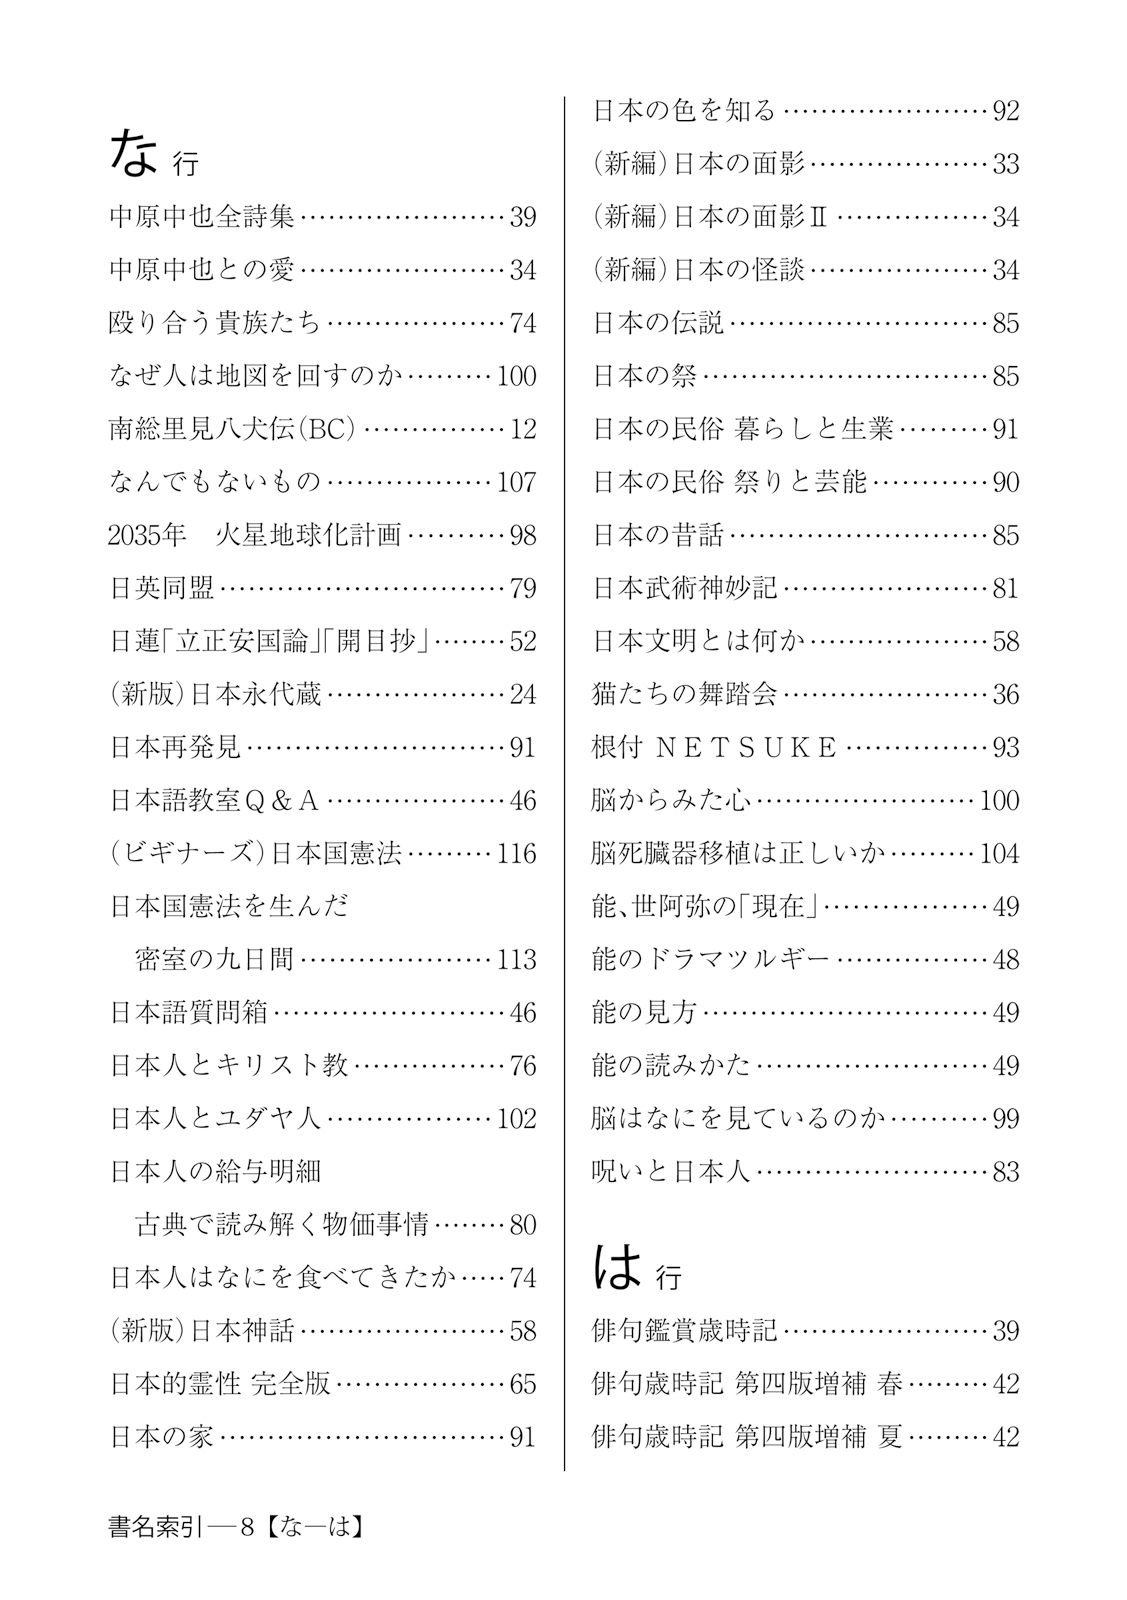 な 行
中原中也全詩集……………………39
中原中也との愛……………………34
殴り合う貴族たち…………………74
なぜ人は地図を回すのか………100
南総里見八犬伝（BC）……………12
なんでもないもの………………107
2035年　火星地球化計画…………98
日英同盟……………………………79
日蓮「立正安国論」「開目抄」………52
（新版）日本永代蔵…………………24
日本再発見…………………………91
日本語教室Ｑ＆Ａ…………………46
（ビギナーズ）日本国憲法………116
日本国憲法を生んだ
　密室の九日間…………………113
日本語質問箱………………………46
日本人とキリスト教………………76
日本人とユダヤ人………………102
日本人の給与明細
　古典で読み解く物価事情………80
日本人はなにを食べてきたか……74
（新版）日本神話……………………58
日本的霊性 完全版…………………65
日本の家……………………………91
日本の色を知る……………………92
（新編）日本の面影…………………33
（新編）日本の面影Ⅱ………………34
（新編）日本の怪談…………………34
日本の伝説…………………………85
日本の祭……………………………85
日本の民俗 暮らしと生業…………91
日本の民俗 祭りと芸能……………90
日本の昔話…………………………85
日本武術神妙記……………………81
日本文明とは何か…………………58
猫たちの舞踏会……………………36
根付 ＮＥＴＳＵＫＥ………………93
脳からみた心……………………100
脳死臓器移植は正しいか………104
能、世阿弥の「現在」………………49
能のドラマツルギー………………48
能の見方……………………………49
能の読みかた………………………49
脳はなにを見ているのか…………99
呪いと日本人………………………83
は 行
俳句鑑賞歳時記……………………39
俳句歳時記 第四版増補 春…………42
俳句歳時記 第四版増補 夏…………42
書名索引―8【な―は】